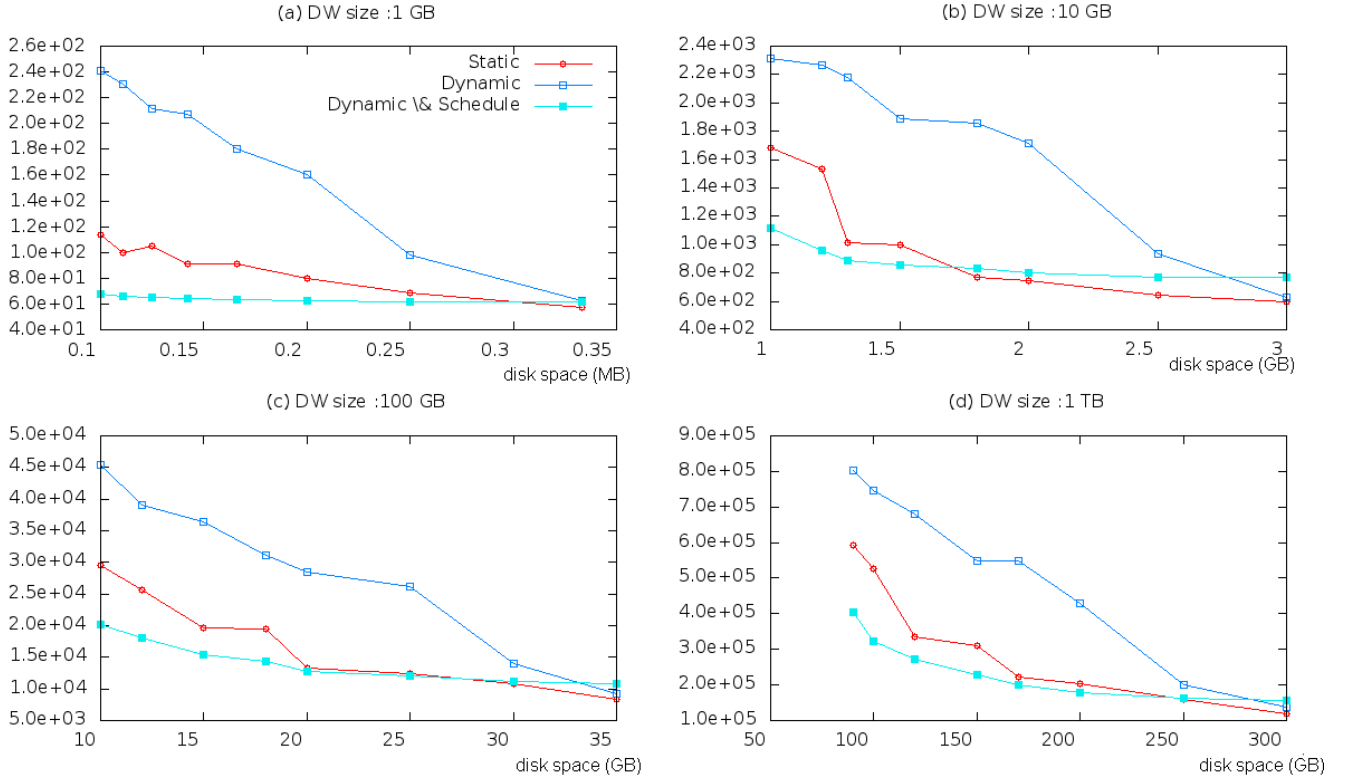 (a) DW size :1 GB
2.6e+02
2.4e+02
2.2e+02
2.0e+02
1.8e+02
1.6e+02
1.4e+02
1.2e+02
1.0e+02
8.0e+01
6.0e+01
4.0e+01
Static
Dynamic
Dynamic \& Schedule
0.1 0.15 0.2 0.25 0.3 0.35
disk space (MB)
(b) DW size :10 GB
2.4e+03
2.2e+03
2.0e+03
1.8e+03
1.6e+03
1.4e+03
1.2e+03
1.0e+03
8.0e+02
6.0e+02
4.0e+02
1 1.5 2 2.5 3
disk space (GB)
(c) DW size :100 GB
5.0e+04
4.5e+04
4.0e+04
3.5e+04
3.0e+04
2.5e+04
2.0e+04
1.5e+04
1.0e+04
5.0e+03
10 15 20 25 30 35
disk space (GB)
(d) DW size :1 TB
9.0e+05
8.0e+05
7.0e+05
6.0e+05
5.0e+05
4.0e+05
3.0e+05
2.0e+05
1.0e+05
50 100 150 200 250 300
disk space (GB)